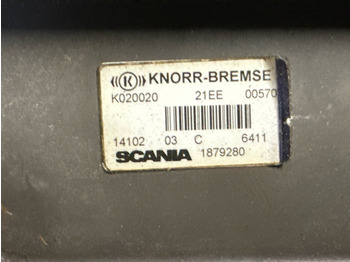 KNORR-BREMSE
K020020 21EE 00570
14102 03 C 6411
SCANIA 1879280